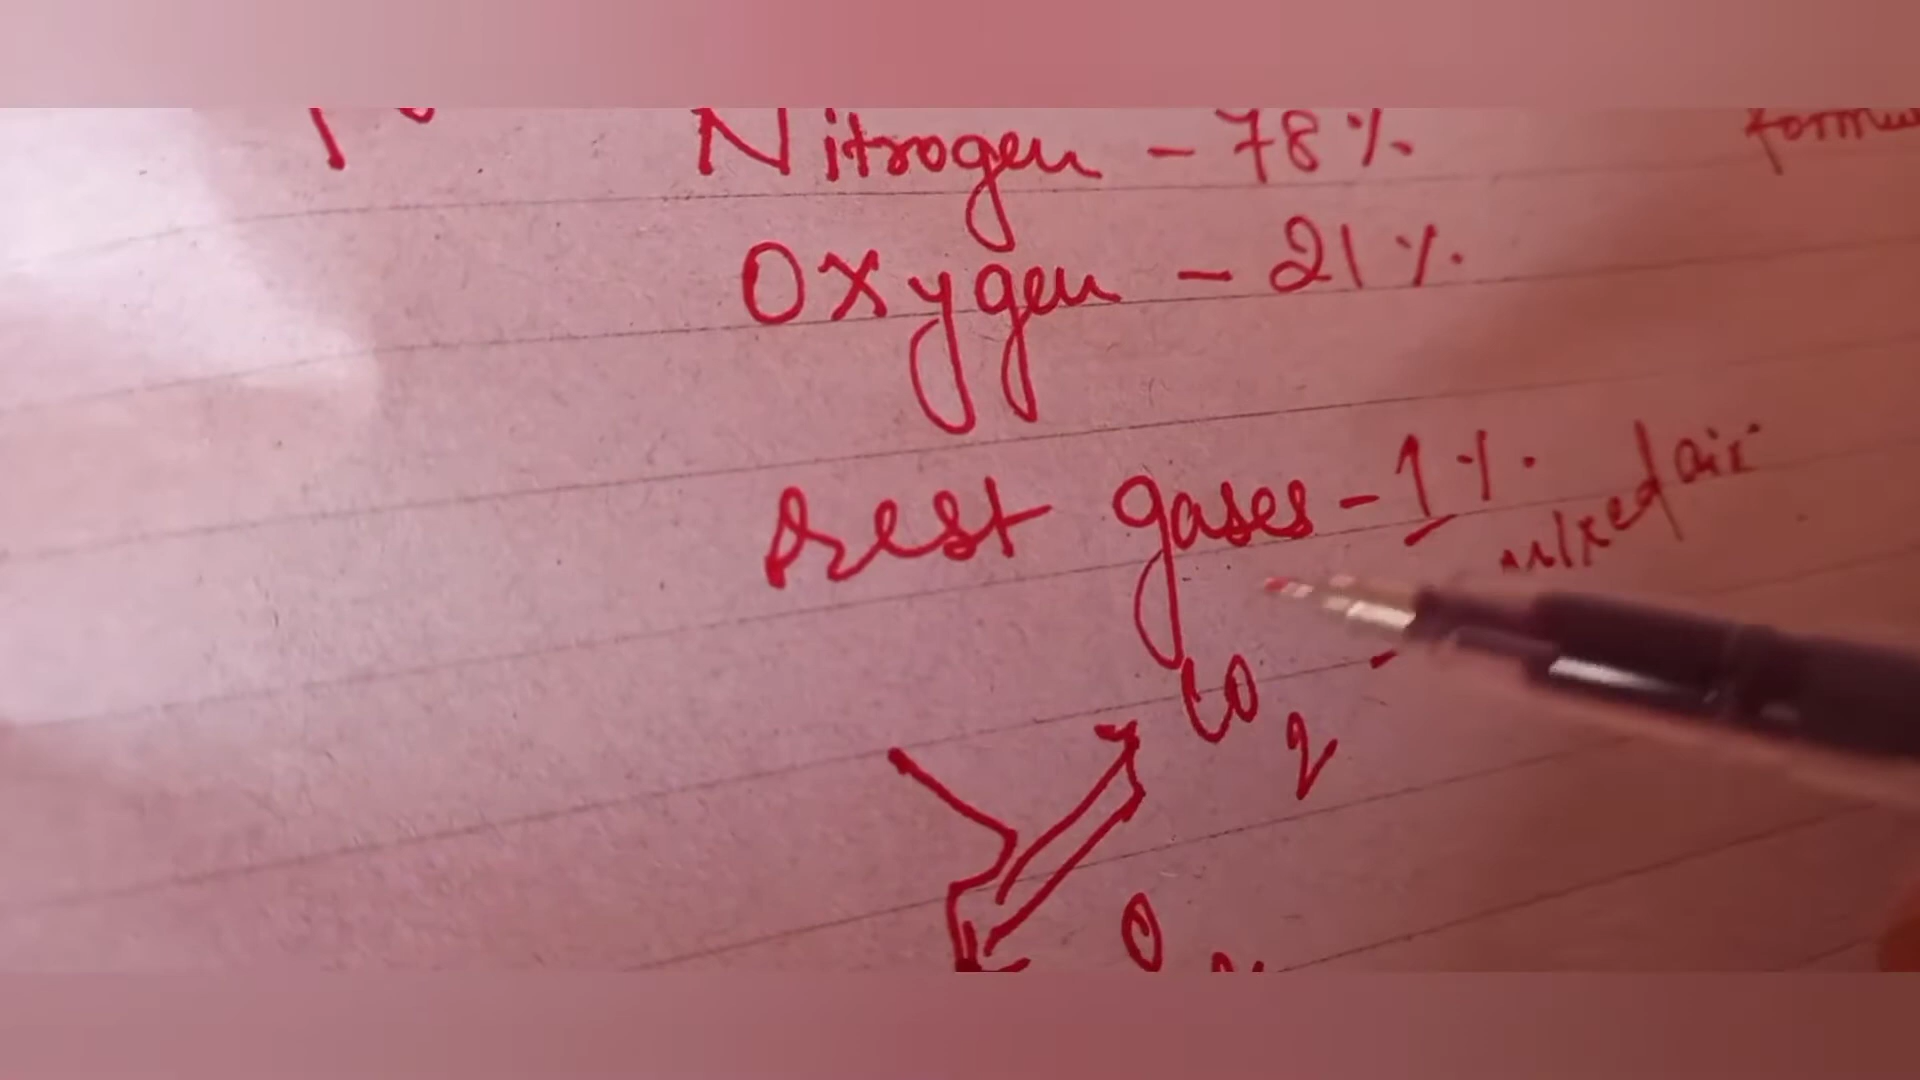 Nitrogen - 78%
Oxygen - 21%
Rest gases - 1%
mixed air
CO2
O